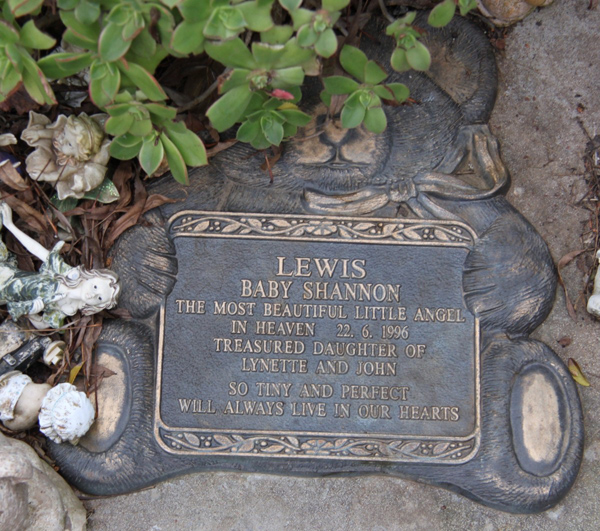 LEWIS
BABY SHANNON
THE MOST BEAUTIFUL LITTLE ANGEL
IN HEAVEN 22. 6. 1996
TREASURED DAUGHTER OF
LYNETTE AND JOHN
SO TINY AND PERFECT
WILL ALWAYS LIVE IN OUR HEARTS